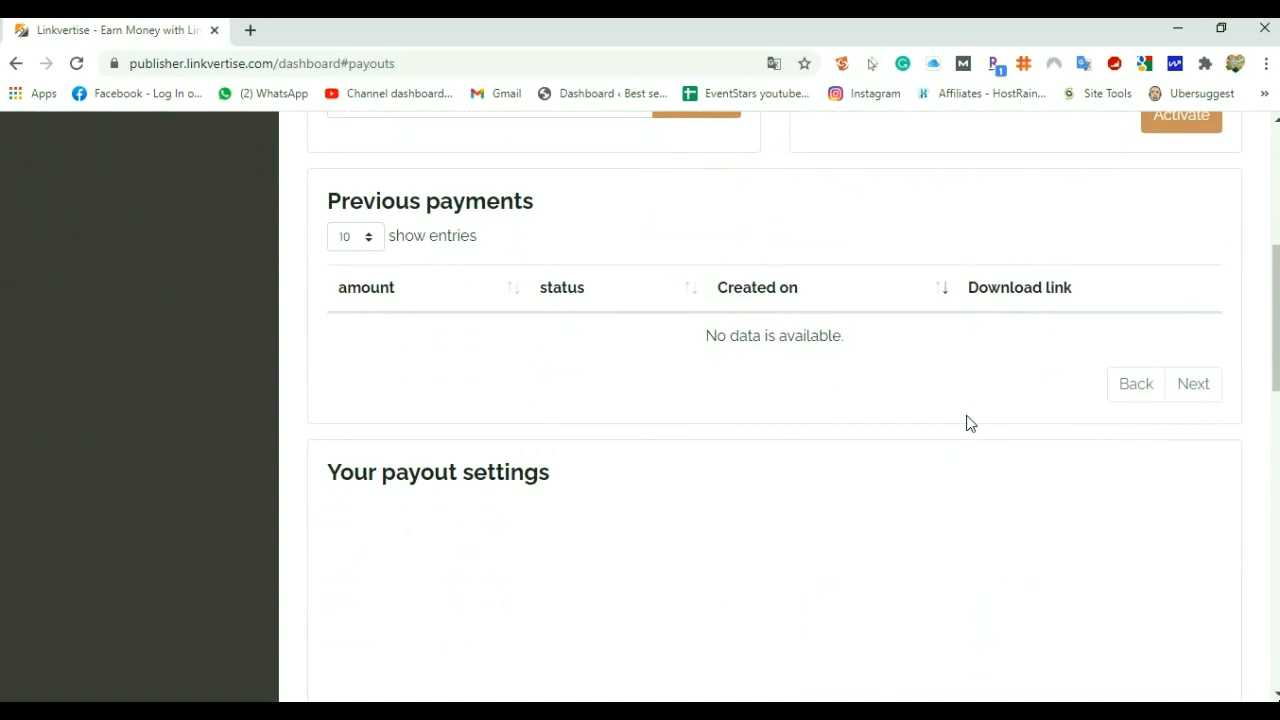 Linkvertise - Earn Money with Lin
publisher.linkvertise.com/dashboard#payouts
1
Apps
Facebook - Log In o...
(2) WhatsApp
Channel dashboard...
Gmail
Dashboard ‹ Best se...
EventStars youtube...
Instagram
Affiliates - HostRain...
Site Tools
Ubersuggest
»
Activate
Previous payments
10 show entries
amount status Created on Download link
No data is available.
Back Next
Your payout settings